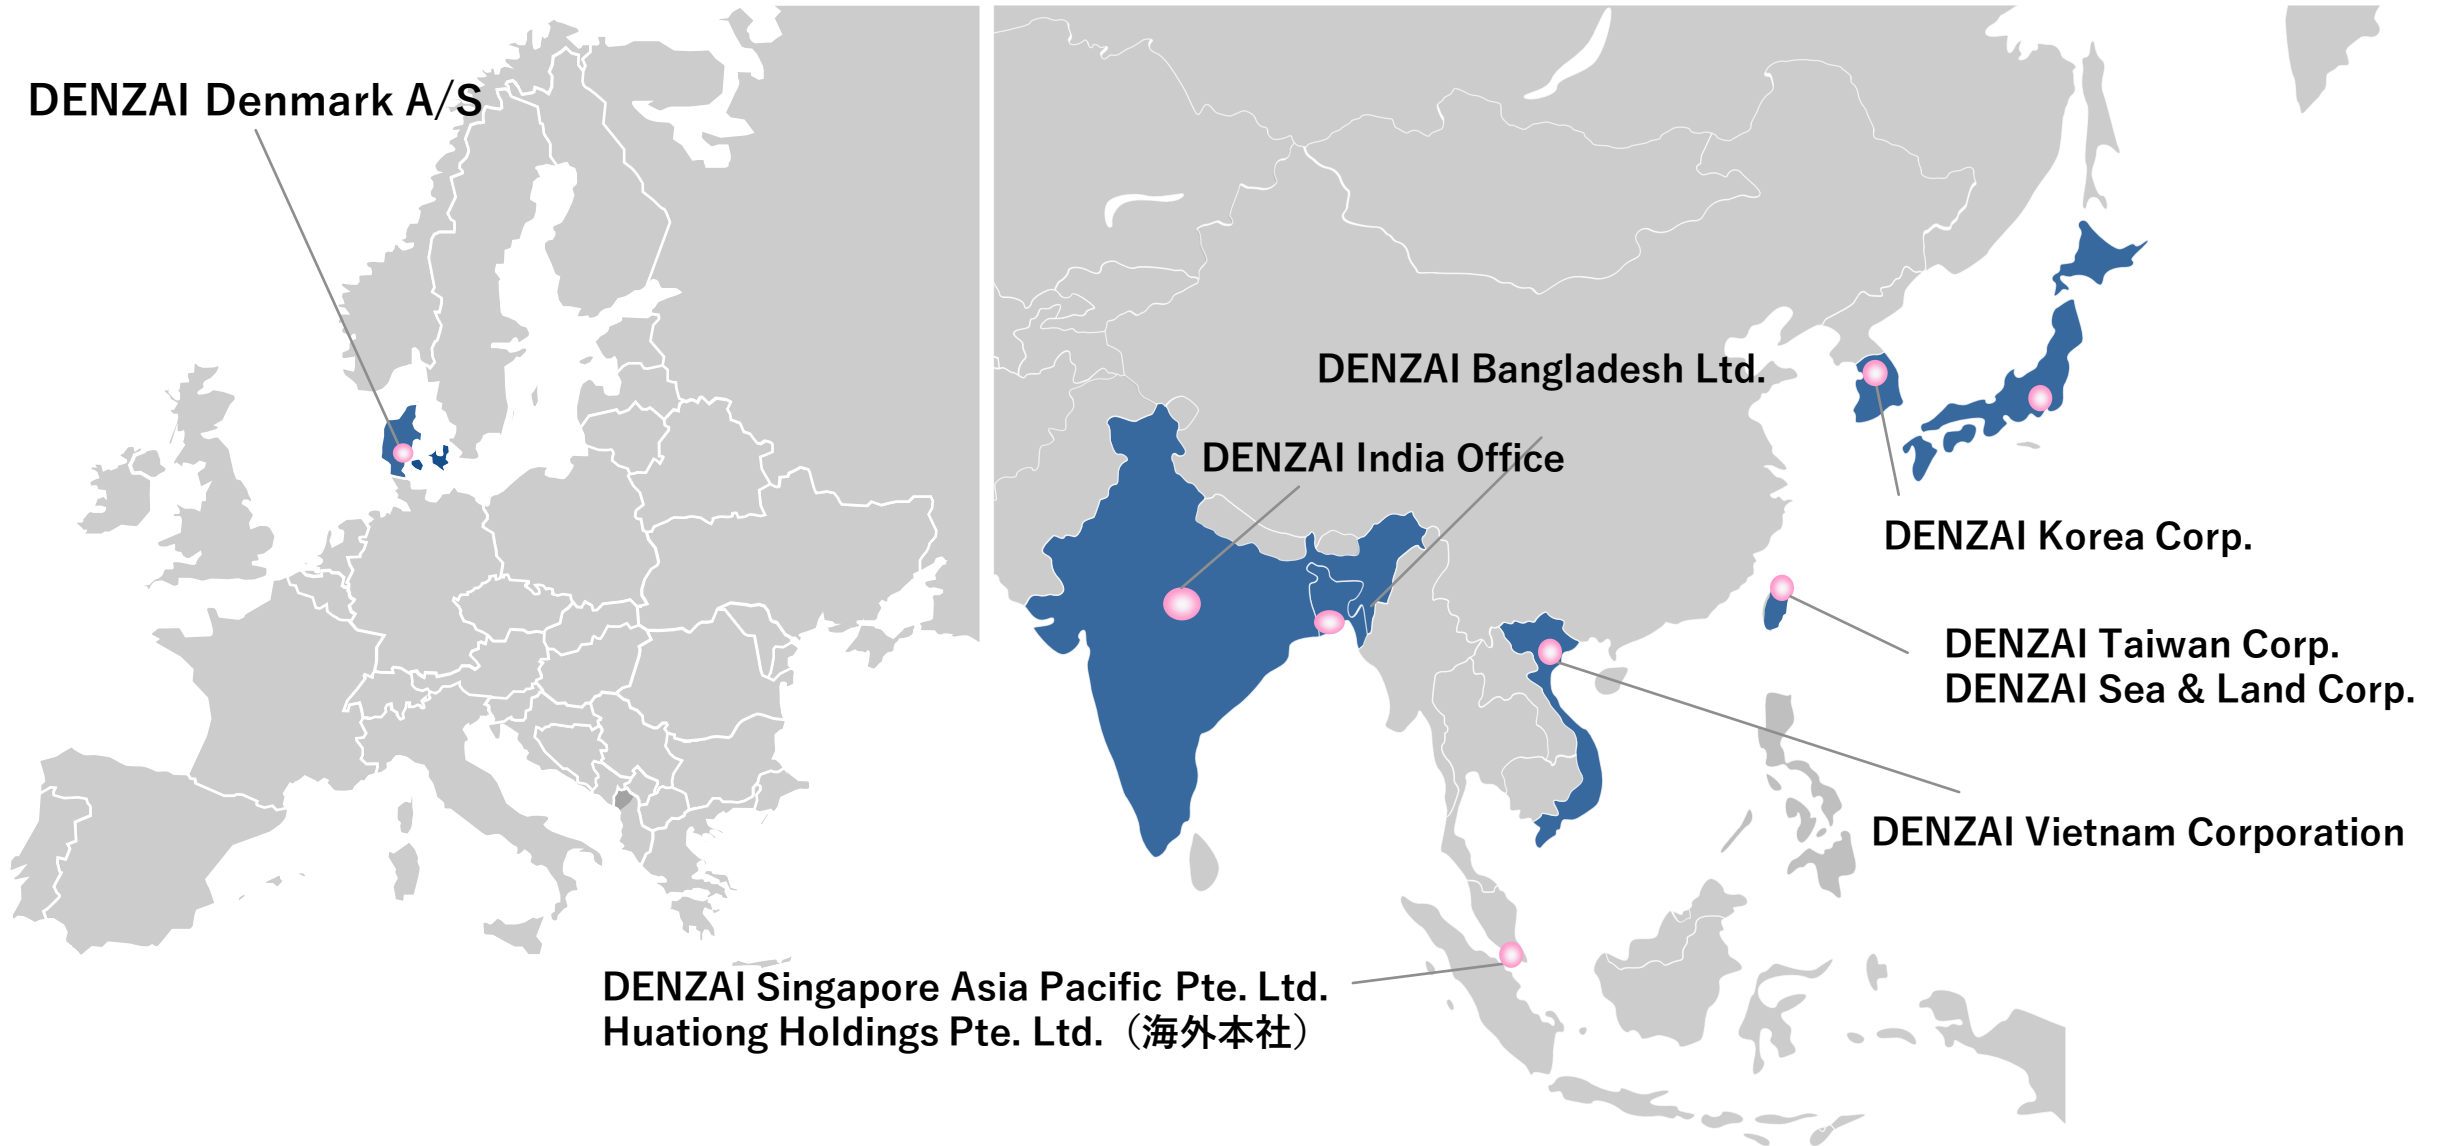 DENZAI Denmark A/S
DENZAI Bangladesh Ltd.
DENZAI India Office
DENZAI Korea Corp.
DENZAI Taiwan Corp.
DENZAI Sea & Land Corp.
DENZAI Vietnam Corporation
DENZAI Singapore Asia Pacific Pte. Ltd.
Huationg Holdings Pte. Ltd.（海外本社）